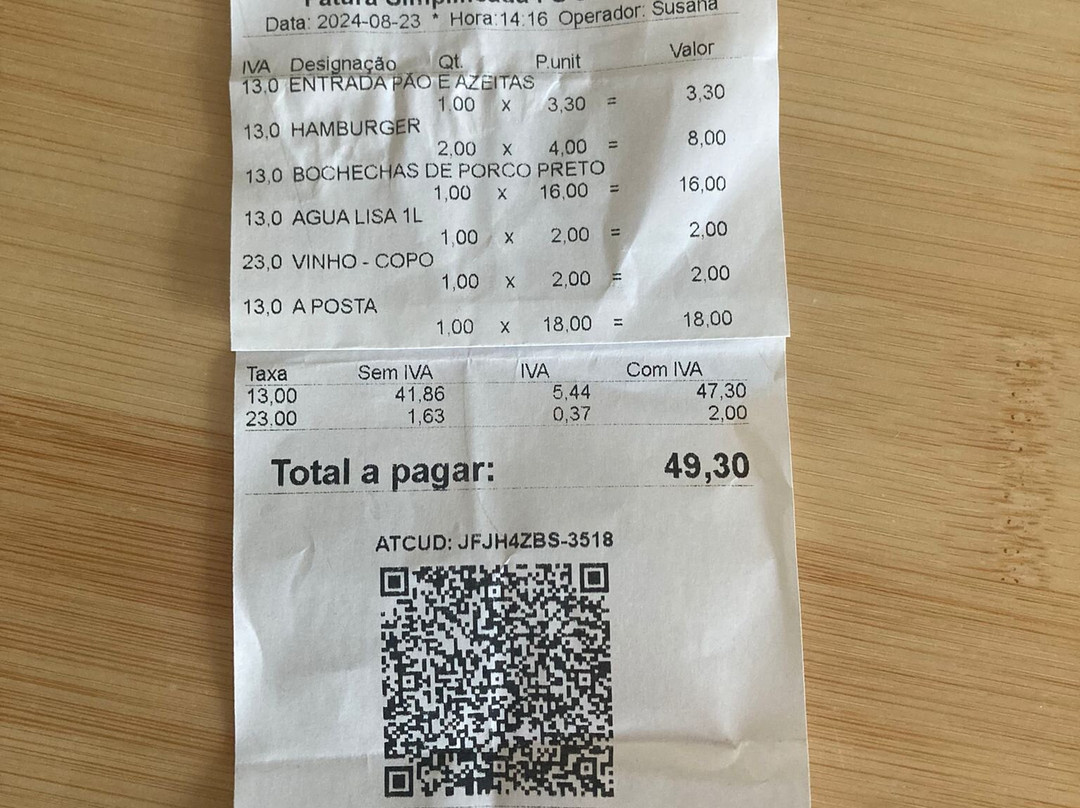 Fatura Simplificada
Data: 2024-08-23 * Hora:14:16 Operador: Susana
IVA Designação Qt. P.unit Valor
13,0 ENTRADA PÃO E AZEITAS
1,00 x 3,30 = 3,30
13,0 HAMBURGER
2,00 x 4,00 = 8,00
13,0 BOCHECHAS DE PORCO PRETO
1,00 x 16,00 = 16,00
13,0 AGUA LISA 1L
1,00 x 2,00 = 2,00
23,0 VINHO - COPO
1,00 x 2,00 = 2,00
13,0 A POSTA
1,00 x 18,00 = 18,00
Taxa Sem IVA IVA Com IVA
13,00 41,86 5,44 47,30
23,00 1,63 0,37 2,00
Total a pagar: 49,30
ATCUD: JFJH4ZBS-3518